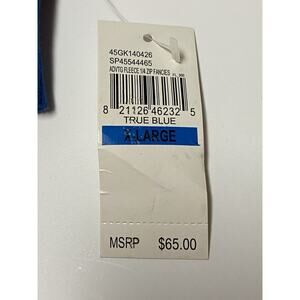 45GK140426
SP45544465
ADVTG FLEECE 1/4 ZIP FANCIES
8 21126 46232 5
TRUE BLUE
X-LARGE
MSRP $65.00